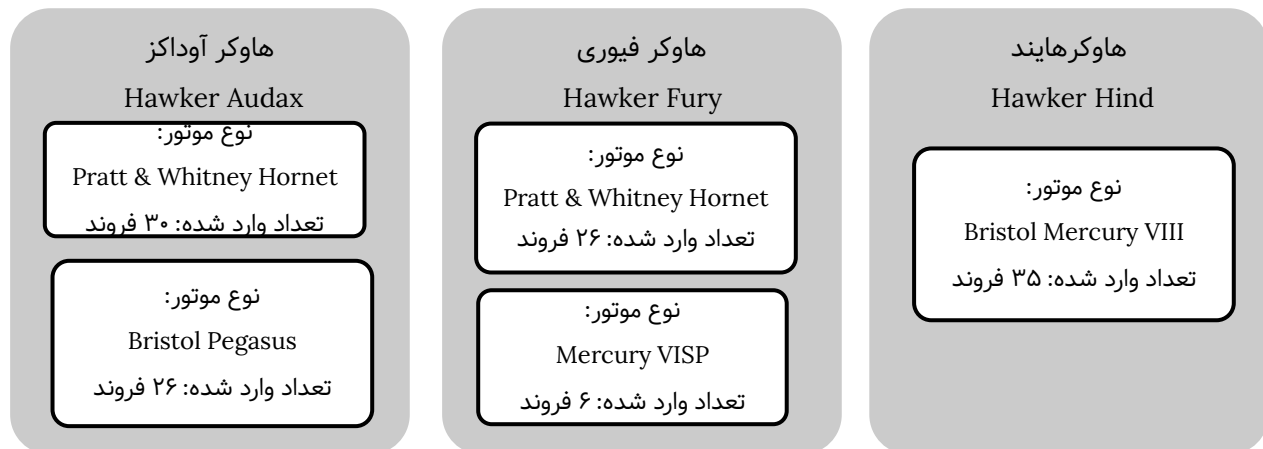 هاوکرهایند
Hawker Hind
نوع موتور:
Bristol Mercury VIII
تعداد وارد شده: ۳۵ فروند
هاوکر فیوری
Hawker Fury
نوع موتور:
Pratt & Whitney Hornet
تعداد وارد شده: ۲۶ فروند
نوع موتور:
Mercury VISP
تعداد وارد شده: ۶ فروند
هاوکر آوداکز
Hawker Audax
نوع موتور:
Pratt & Whitney Hornet
تعداد وارد شده: ۳۰ فروند
نوع موتور:
Bristol Pegasus
تعداد وارد شده: ۲۶ فروند